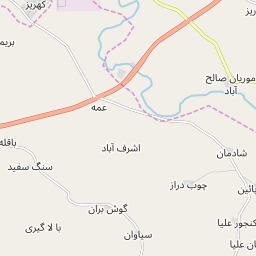 کهریز
ریز
بریم
موریان صالح
آباد
عمه
باقله
اشرف آباد
شادمان
سنگ سفید
چوب دراز
پائین
گوش بران
کنجور علیا
با لا گیری
سیاوان
ان علیا